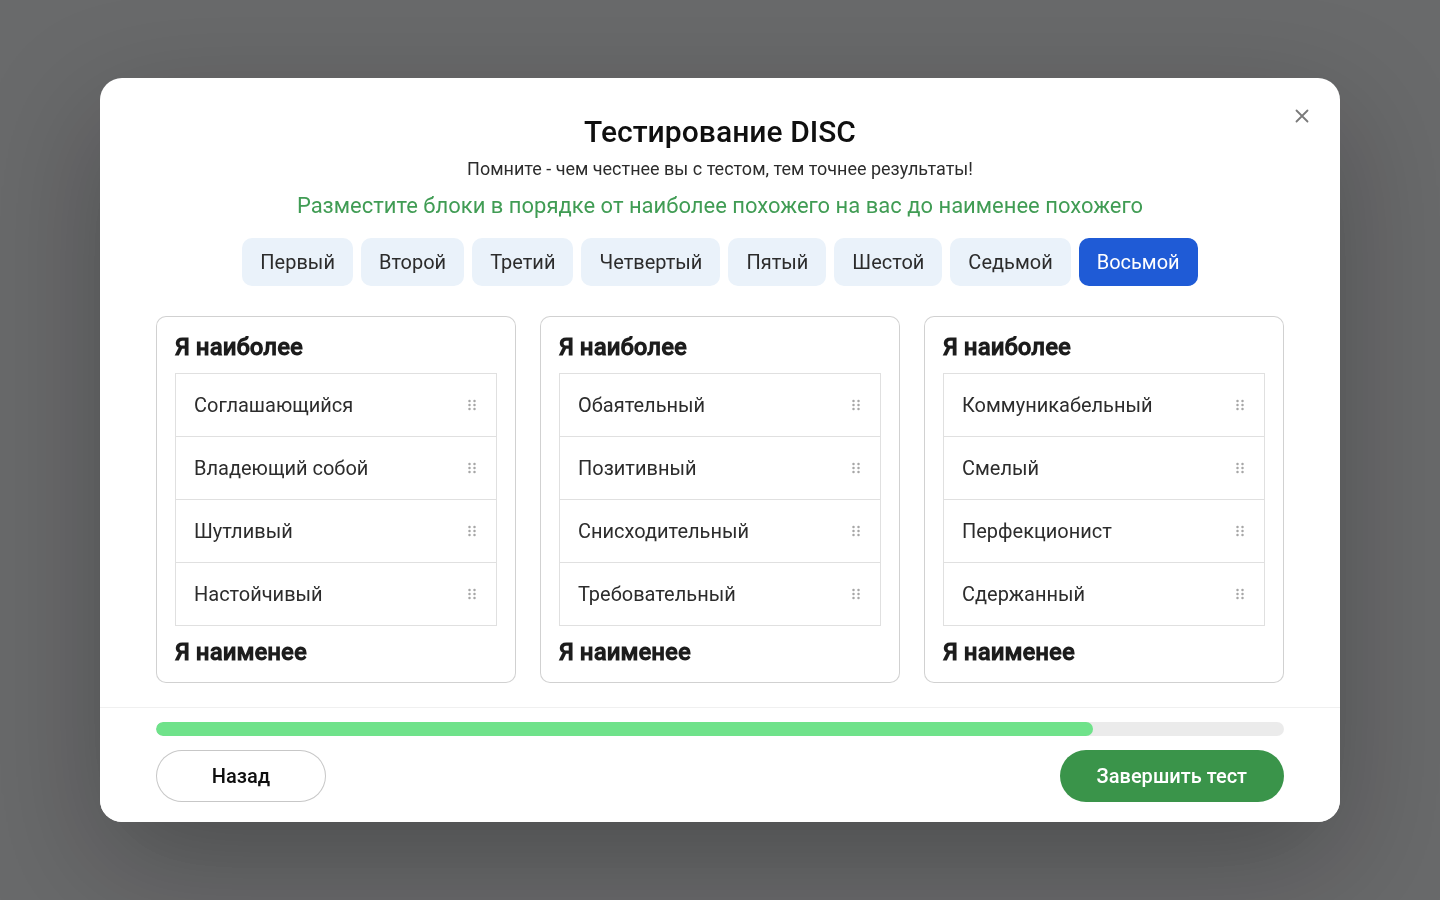 Тестирование DISC
Помните - чем честнее вы с тестом, тем точнее результаты!
Разместите блоки в порядке от наиболее похожего на вас до наименее похожего
Первый
Второй
Третий
Четвертый
Пятый
Шестой
Седьмой
Восьмой
Я наиболее
Соглашающийся
Владеющий собой
Шутливый
Настойчивый
Я наименее
Я наиболее
Обаятельный
Позитивный
Снисходительный
Требовательный
Я наименее
Я наиболее
Коммуникабельный
Смелый
Перфекционист
Сдержанный
Я наименее
Назад
Завершить тест